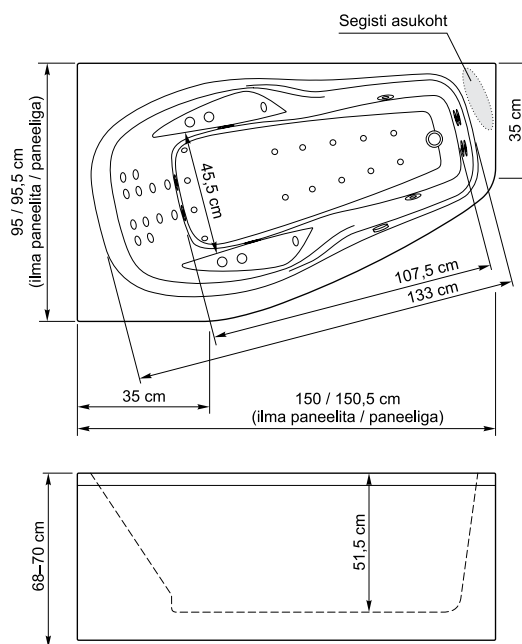 Segisti asukoht
95 / 95,5 cm
(ilma paneelita / paneeliga)
35 cm
45,5 cm
107,5 cm
133 cm
35 cm
150 / 150,5 cm
(ilma paneelita / paneeliga)
68–70 cm
51,5 cm